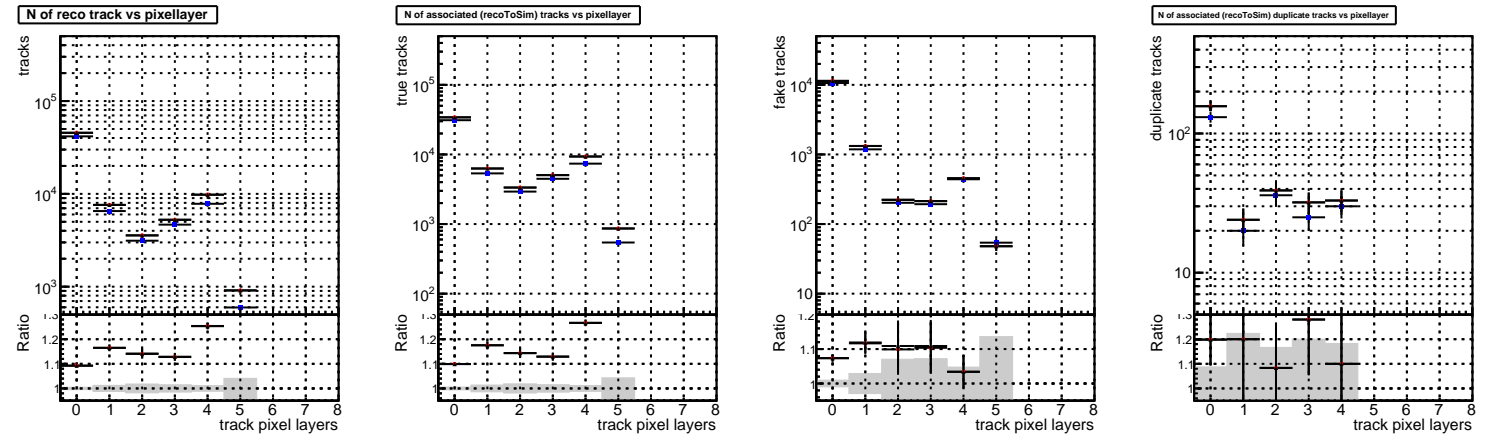 N of reco track vs pixellayer
tracks
10^5
10^4
10^3
Ratio
1.3
1.2
1.1
1
0 1 2 3 4 5 6 7 8
track pixel layers
N of associated (recoToSim) tracks vs pixellayer
true tracks
10^5
10^4
10^3
10^2
Ratio
1.3
1.2
1.1
1
0 1 2 3 4 5 6 7 8
track pixel layers
fake tracks
10^4
10^3
10^2
10
Ratio
1.2
1.1
1
0 1 2 3 4 5 6 7 8
track pixel layers
N of associated (recoToSim) duplicate tracks vs pixellayer
duplicate tracks
10^2
10
Ratio
1.3
1.2
1.1
1
0 1 2 3 4 5 6 7 8
track pixel layers